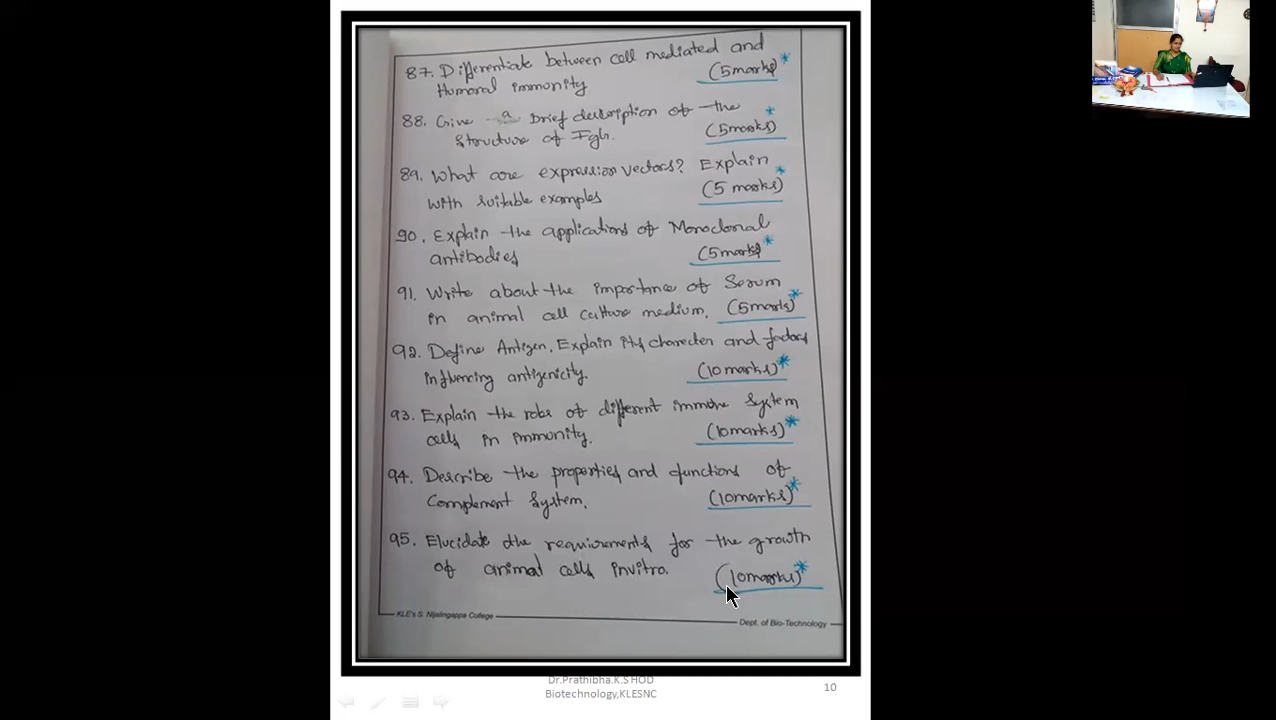 87. Differentiate between cell mediated and
Humoral immunity (5marks)*
88. Give a Brief description of the
structure of IgG. (5marks)*
89. What are expression vectors? Explain
with suitable examples (5 marks)*
90. Explain the applications of Monoclonal
antibodies (5marks)*
91. Write about the importance of Serum
in animal cell culture medium. (5marks)*
92. Define Antigen, Explain its character and factors
influencing antigenicity. (10marks)*
93. Explain the roles of different immune system
cells in immunity. (10marks)*
94. Describe the properties and functions of
Complement System. (10marks)*
95. Elucidate the requirements for the growth
of animal cells invitro. (10marks)*
KLE's S. Nijalingappa College
Dept. of Bio-Technology
Dr.Prathibha.K.S HOD
Biotechnology,KLESNC
10